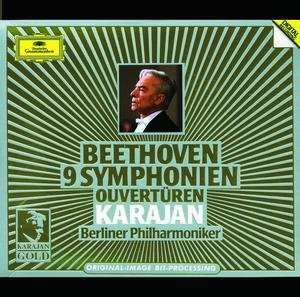 Deutsche
Grammophon
DIGITAL
BEETHOVEN
9 SYMPHONIEN
OUVERTÜREN
KARAJAN
Berliner Philharmoniker
KARAJAN
GOLD
ORIGINAL-IMAGE BIT-PROCESSING